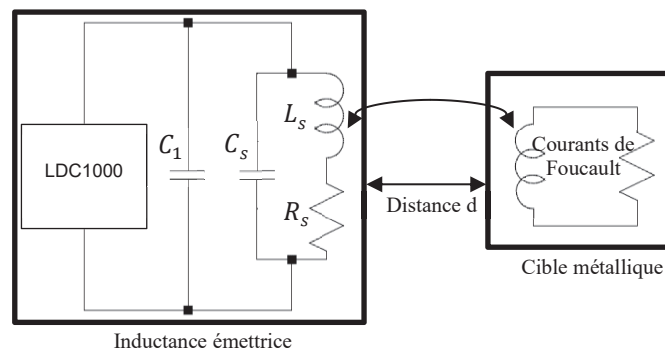 LDC1000
C₁
Cₛ
Lₛ
Rₛ
Distance d
Courants de
Foucault
Cible métallique
Inductance émettrice